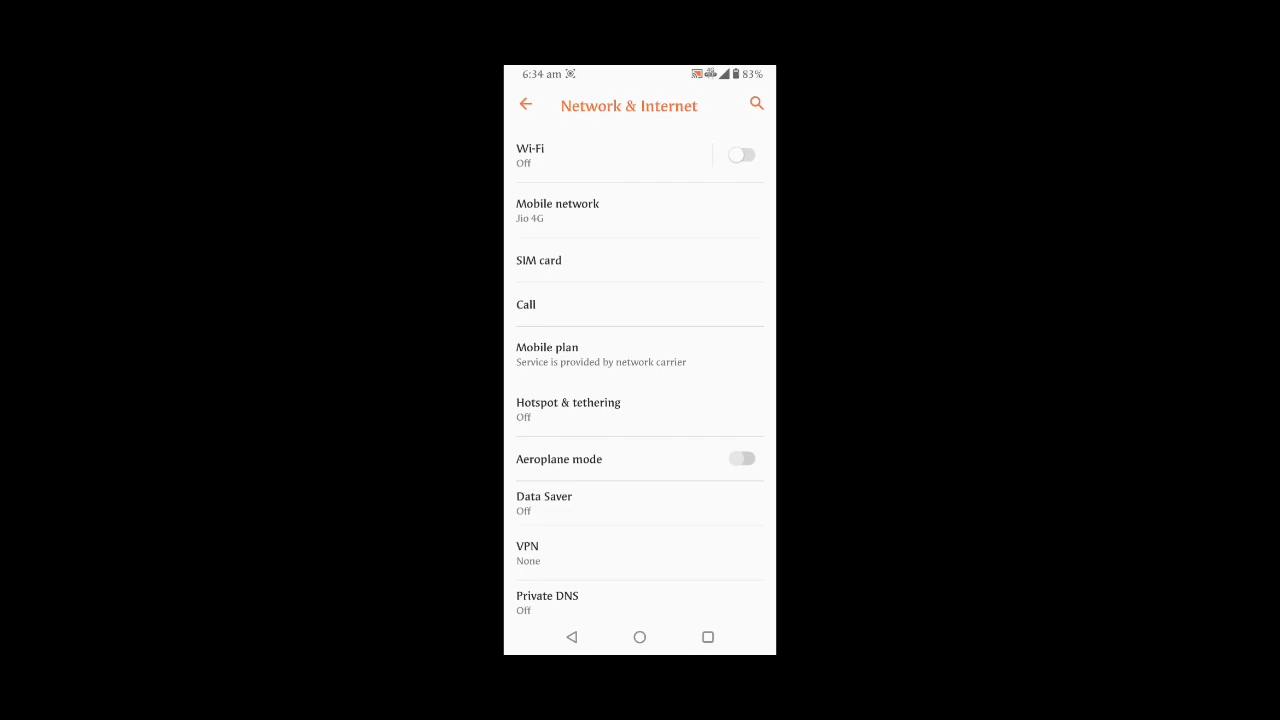 6:34 am 83%
Network & Internet
Wi-Fi
Off
Mobile network
Jio 4G
SIM card
Call
Mobile plan
Service is provided by network carrier
Hotspot & tethering
Off
Aeroplane mode
Data Saver
Off
VPN
None
Private DNS
Off